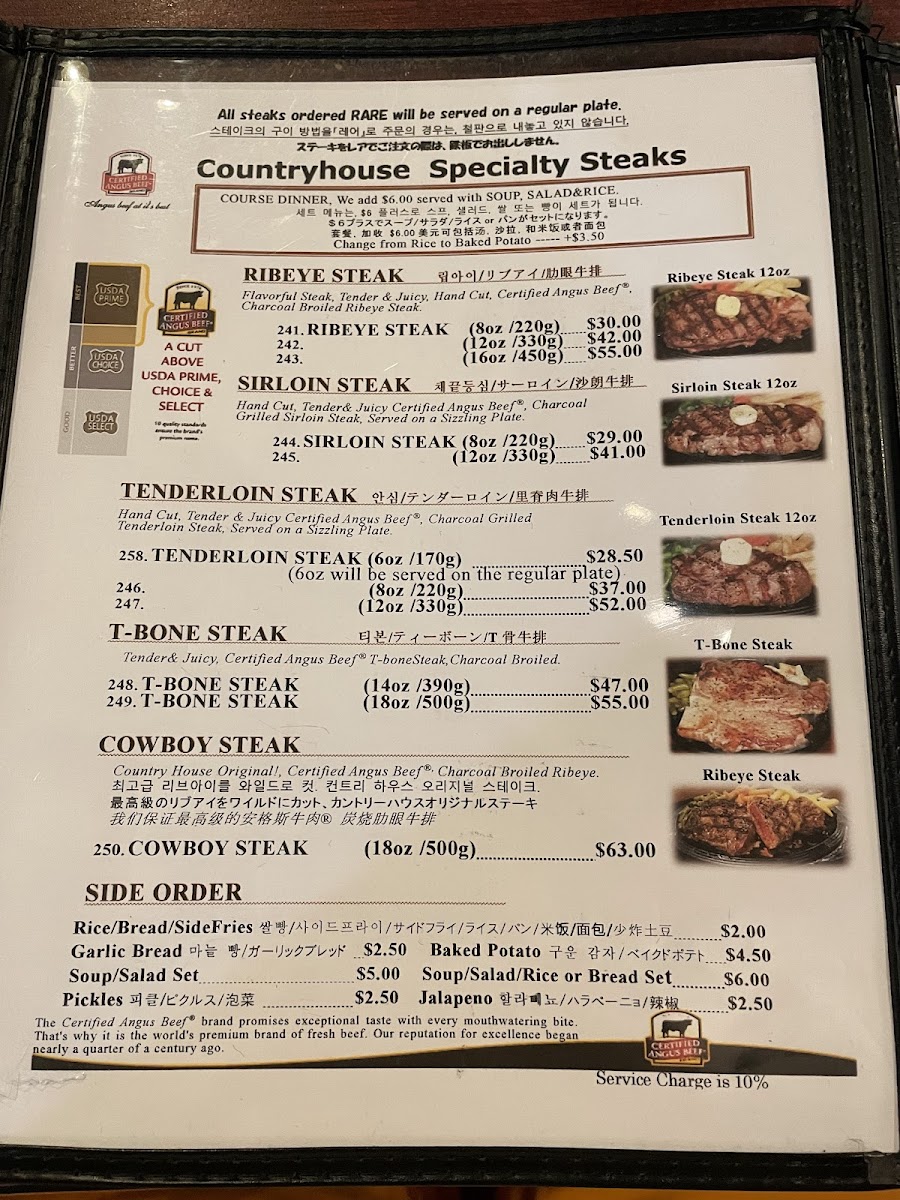 All steaks ordered RARE will be served on a regular plate.
스테이크의 구이 방법을「레어」로 주문의 경우는, 철판으로 내놓고 있지 않습니다.
ステーキをレアでご注文の際は、鉄板でお出ししません。
Countryhouse Specialty Steaks
CERTIFIED
ANGUS BEEF
Angus beef at it's best
COURSE DINNER, We add $6.00 served with SOUP, SALAD&RICE.
세트 메뉴는, $6 플러스로 스프, 샐러드, 쌀 또는 빵이 세트가 됩니다.
$6プラスでスープ/サラダ/ライス or パンがセットになります。
套餐, 加收 $6.00 美元可包括汤, 沙拉, 和米饭或者面包
Change from Rice to Baked Potato ----- +$3.50
BEST
USDA
PRIME
BETTER
USDA
CHOICE
GOOD
USDA
SELECT
CERTIFIED
ANGUS BEEF
A CUT
ABOVE
USDA PRIME,
CHOICE &
SELECT
10 quality standards
ensure the brand's
premium name.
RIBEYE STEAK 립아이/リブアイ/肋眼牛排
Flavorful Steak, Tender & Juicy, Hand Cut, Certified Angus Beef®,
Charcoal Broiled Ribeye Steak.
241. RIBEYE STEAK (8oz /220g) $30.00
242. (12oz /330g) $42.00
243. (16oz /450g) $55.00
Ribeye Steak 12oz
SIRLOIN STEAK 채끝등심/サーロイン/沙朗牛排
Hand Cut, Tender& Juicy Certified Angus Beef®, Charcoal
Grilled Sirloin Steak, Served on a Sizzling Plate.
244. SIRLOIN STEAK (8oz /220g) $29.00
245. (12oz /330g) $41.00
Sirloin Steak 12oz
TENDERLOIN STEAK 안심/テンダーロイン/里脊肉牛排
Hand Cut, Tender & Juicy Certified Angus Beef®, Charcoal Grilled
Tenderloin Steak, Served on a Sizzling Plate.
258. TENDERLOIN STEAK (6oz /170g) $28.50
(6oz will be served on the regular plate)
246. (8oz /220g) $37.00
247. (12oz /330g) $52.00
Tenderloin Steak 12oz
T-BONE STEAK 티본/ティーボーン/T 骨牛排
Tender& Juicy, Certified Angus Beef® T-boneSteak,Charcoal Broiled.
248. T-BONE STEAK (14oz /390g) $47.00
249. T-BONE STEAK (18oz /500g) $55.00
T-Bone Steak
COWBOY STEAK
Country House Original!, Certified Angus Beef®, Charcoal Broiled Ribeye.
최고급 리브아이를 와일드로 컷. 컨트리 하우스 오리지널 스테이크.
最高級のリブアイをワイルドにカット、カントリーハウスオリジナルステーキ
我们保证最高级的安格斯牛肉® 炭烧肋眼牛排
250. COWBOY STEAK (18oz /500g) $63.00
Ribeye Steak
SIDE ORDER
Rice/Bread/SideFries 쌀빵/사이드프라이/サイドフライ/ライス/パン/米饭/面包/少炸土豆 $2.00
Garlic Bread 마늘 빵/ガーリックブレッド $2.50 Baked Potato 구운 감자/ベイクドポテト $4.50
Soup/Salad Set $5.00 Soup/Salad/Rice or Bread Set $6.00
Pickles 피클/ピクルス/泡菜 $2.50 Jalapeno 할라페뇨/ハラペーニョ/辣椒 $2.50
The Certified Angus Beef® brand promises exceptional taste with every mouthwatering bite.
That's why it is the world's premium brand of fresh beef. Our reputation for excellence began
nearly a quarter of a century ago.
CERTIFIED
ANGUS BEEF
Service Charge is 10%